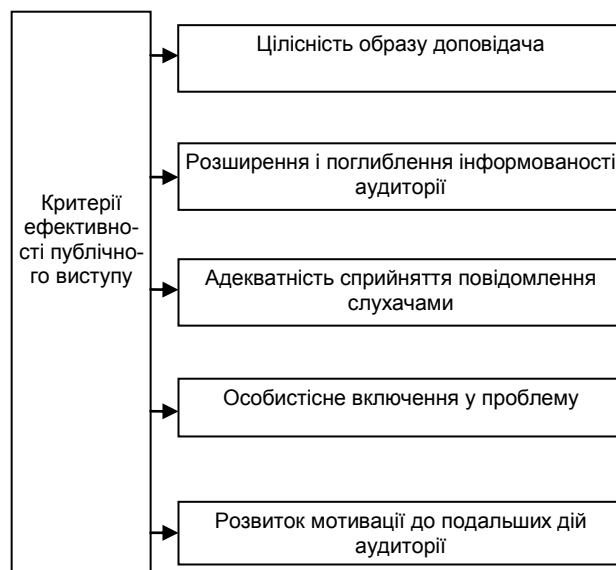 Критерії
ефективно-
сті публічно-
го виступу
Цілісність образу доповідача
Розширення і поглиблення інформованості
аудиторії
Адекватність сприйняття повідомлення
слухачами
Особистісне включення у проблему
Розвиток мотивації до подальших дій
аудиторії